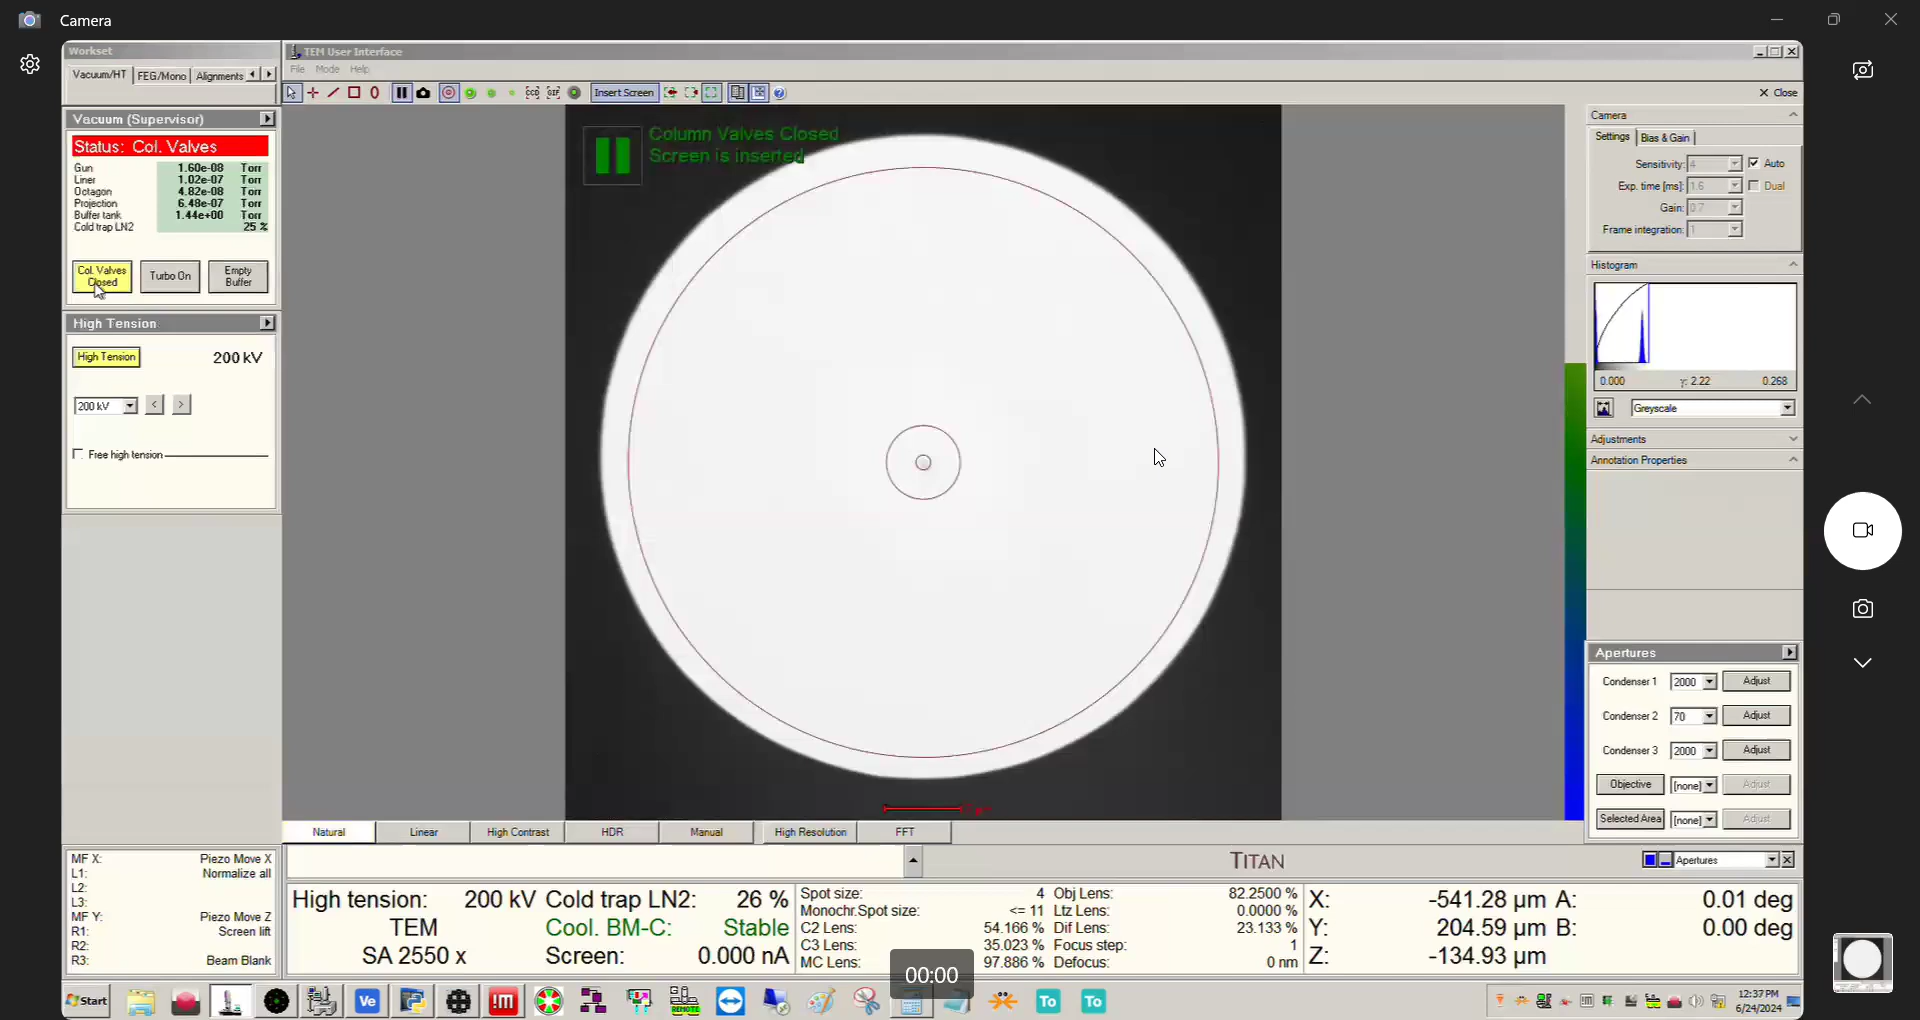 Camera
Workset
TEM User Interface
Vacuum/HT FEG/Mono Alignments
File Mode Help
Insert Screen
Close
Vacuum (Supervisor)
Status: Col. Valves
Gun 1.60e-08 Torr
Liner 1.02e-07 Torr
Octagon 4.82e-08 Torr
Projection 6.48e-07 Torr
Buffer tank 1.44e+00 Torr
Cold trap LN2 25 %
Col. Valves
Closed
Turbo On
Empty
Buffer
High Tension
High Tension 200 kV
200 kV
Free high tension
Column Valves Closed
Screen is inserted
Camera
Settings Bias & Gain
Sensitivity: 4 Auto
Exp. time [ms]: 1.6 Dual
Gain: 0.7
Frame integration: 1
Histogram
0.000 γ: 2.22 0.268
Greyscale
Adjustments
Annotation Properties
Apertures
Condenser 1 2000 Adjust
Condenser 2 70 Adjust
Condenser 3 2000 Adjust
Objective [none] Adjust
Selected Area [none] Adjust
Natural Linear High Contrast HDR Manual High Resolution FFT
TITAN
Apertures
MF X: Piezo Move X
L1: Normalize all
L2:
L3:
MF Y: Piezo Move Z
R1: Screen lift
R2:
R3: Beam Blank
High tension: 200 kV
TEM
SA 2550 x
Cold trap LN2: 26 %
Cool. BM-C: Stable
Screen: 0.000 nA
Spot size: 4
Monochr.Spot size: <= 11
C2 Lens: 54.166 %
C3 Lens: 35.023 %
MC Lens: 97.886 %
Obj Lens: 82.2500 %
Ltz Lens: 0.0000 %
Dif Lens: 23.133 %
Focus step: 1
Defocus: 0 nm
X: -541.28 µm A: 0.01 deg
Y: 204.59 µm B: 0.00 deg
Z: -134.93 µm
00:00
Start
Ve
!M
REMOTE
To
To
12:37 PM
6/24/2024